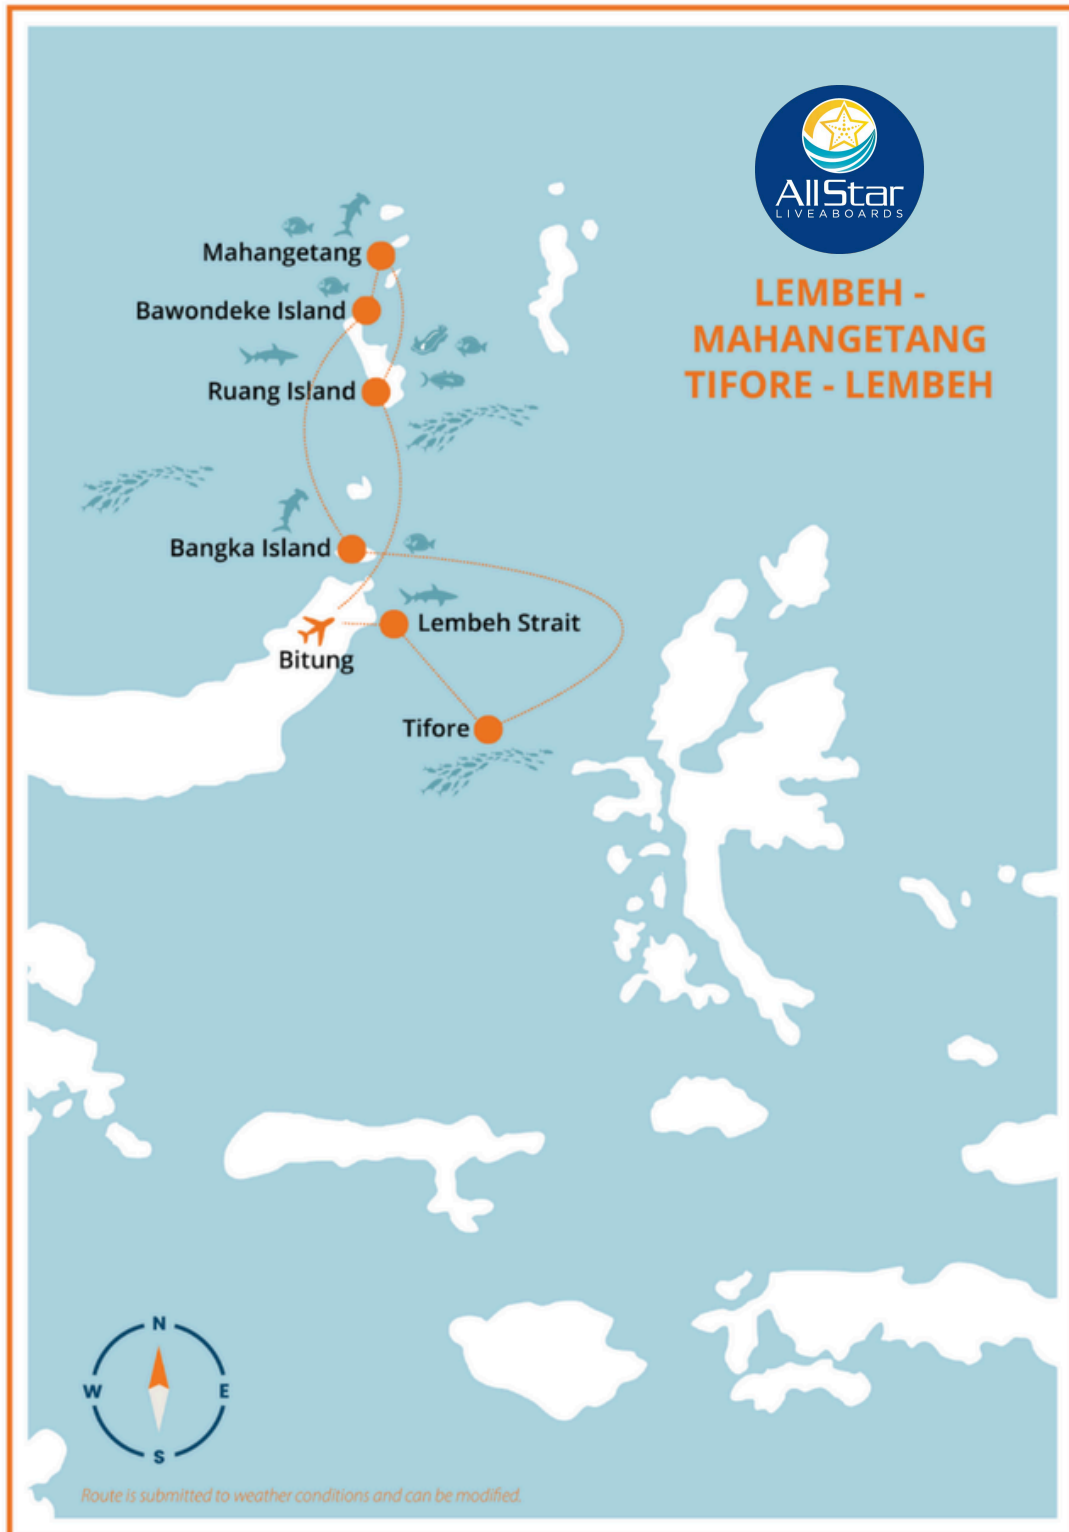 AllStar
LIVEABOARDS
LEMBEH -
MAHANGETANG
TIFORE - LEMBEH
Mahangetang
Bawondeke Island
Ruang Island
Bangka Island
Lembeh Strait
Bitung
Tifore
N
W E
S
Route is submitted to weather conditions and can be modified.